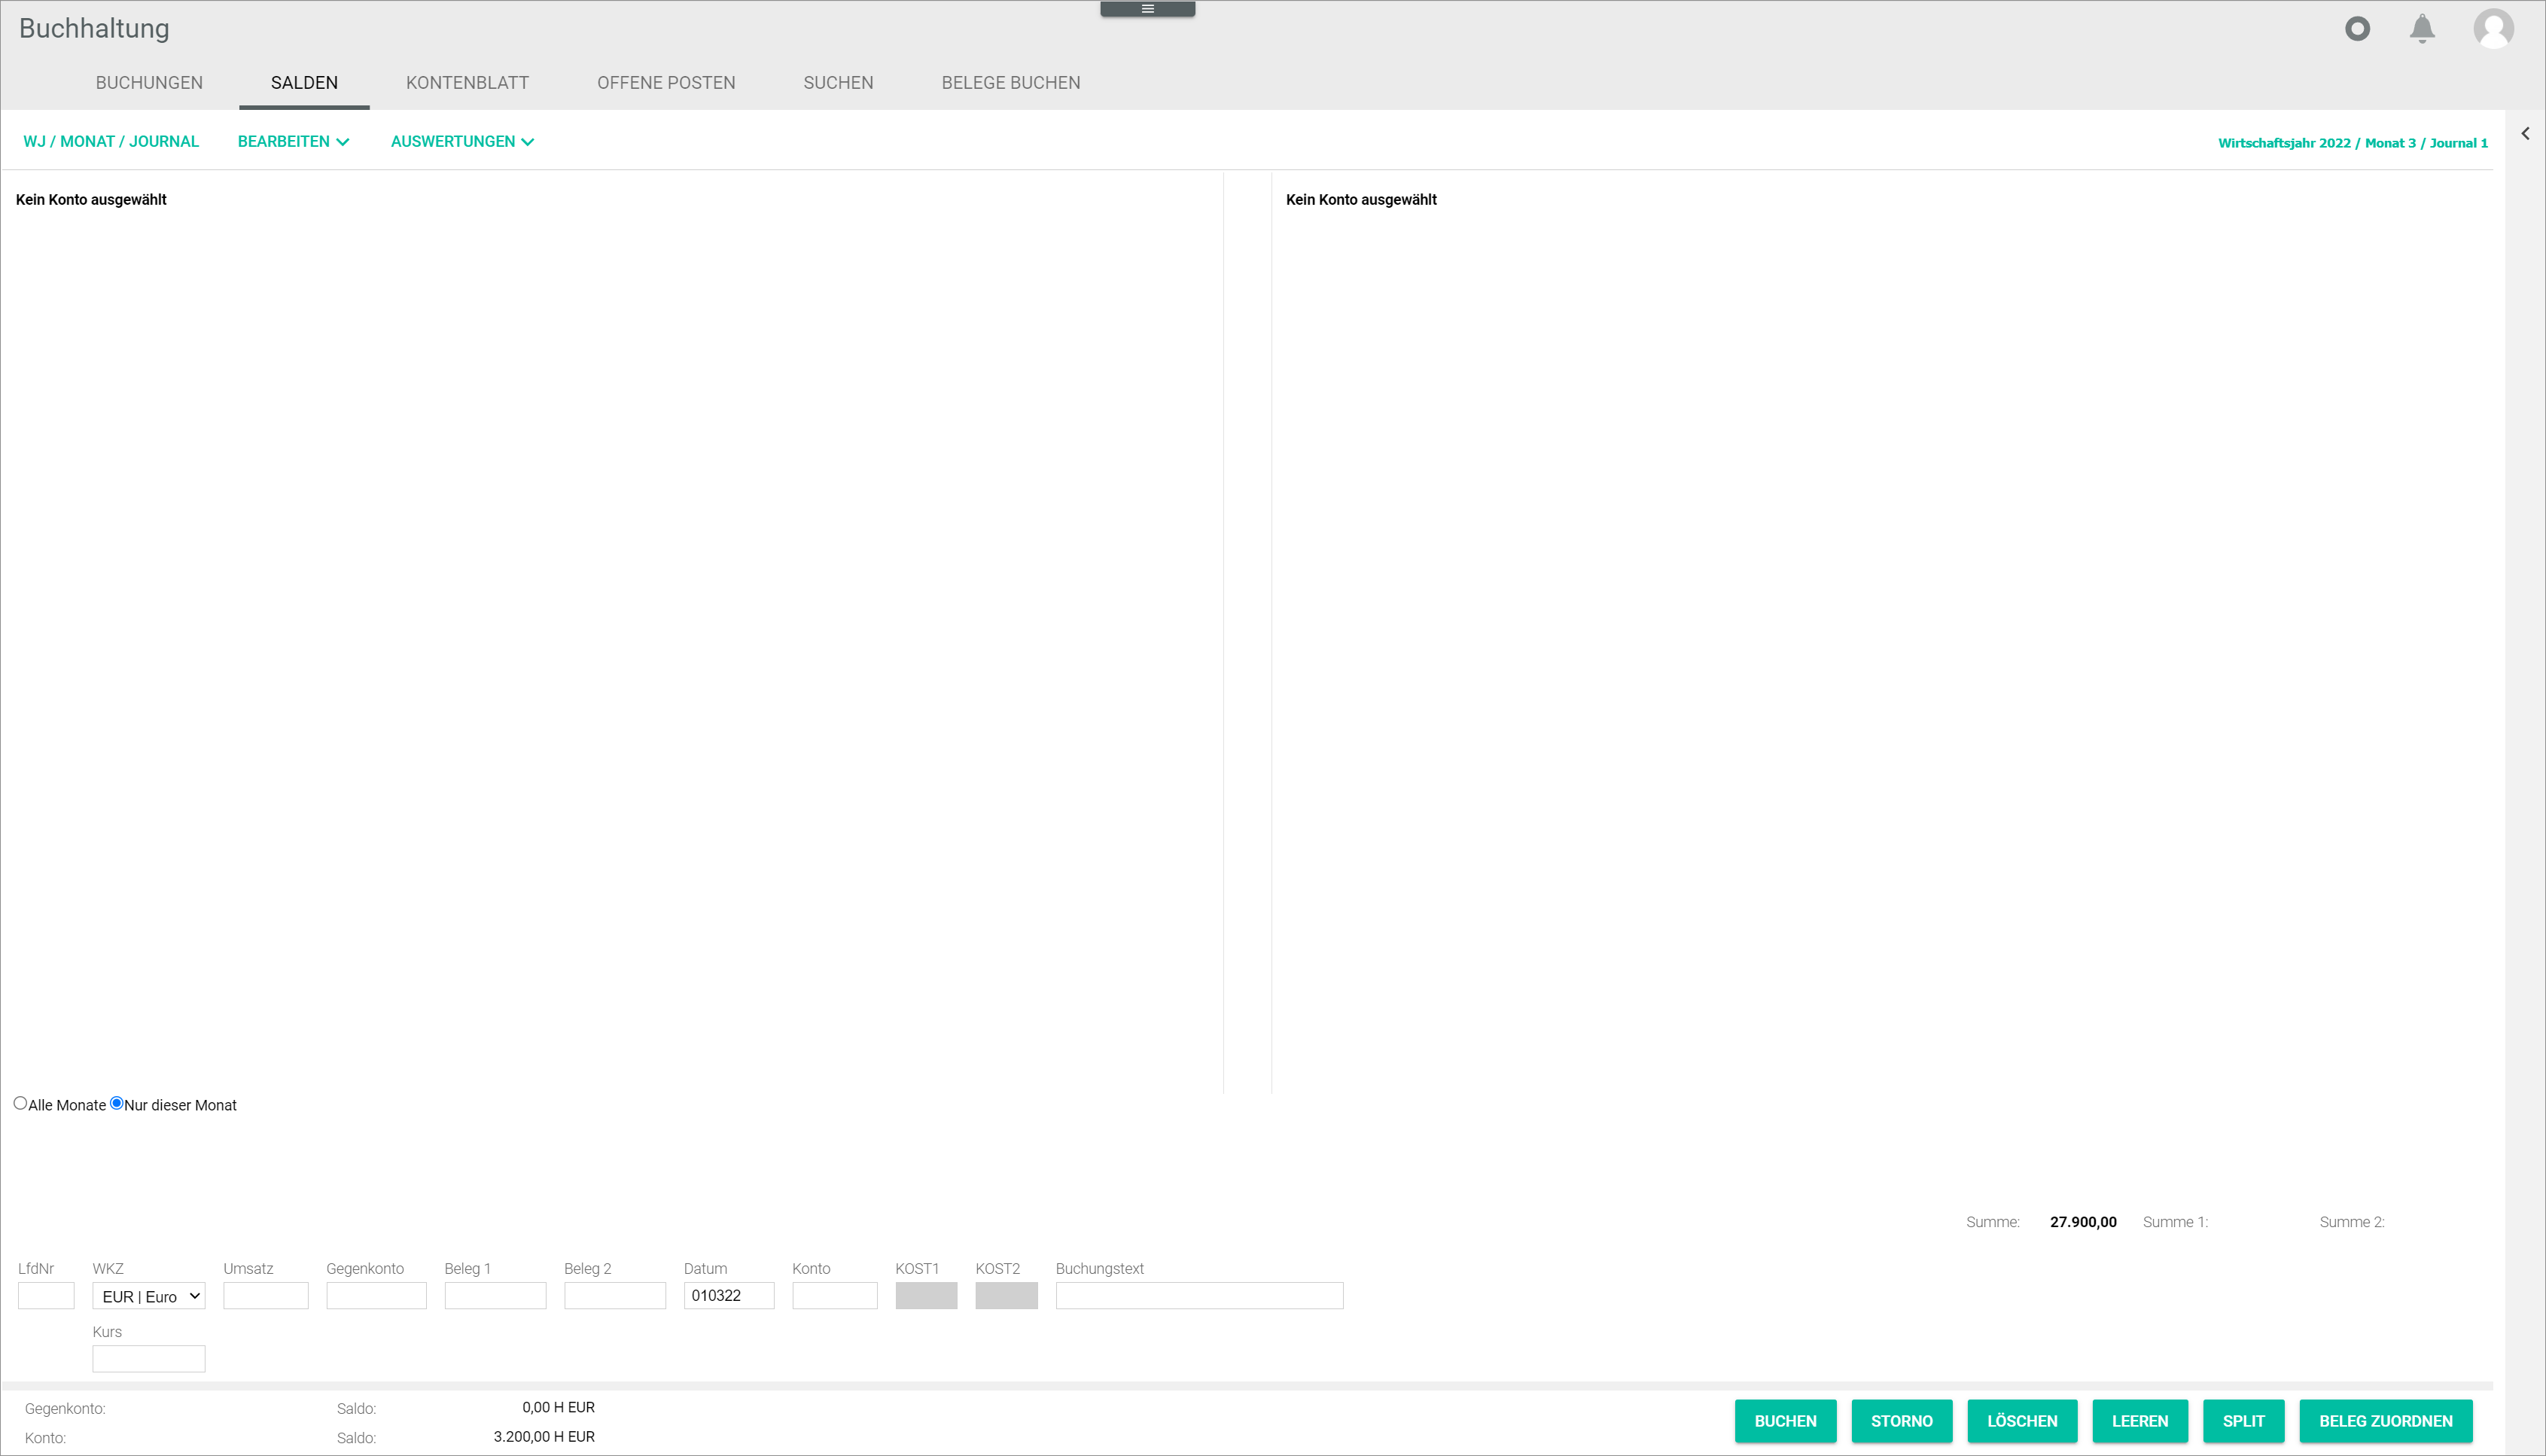 Buchhaltung
BUCHUNGEN SALDEN KONTENBLATT OFFENE POSTEN SUCHEN BELEGE BUCHEN
WJ / MONAT / JOURNAL BEARBEITEN AUSWERTUNGEN Wirtschaftsjahr 2022 / Monat 3 / Journal 1
Kein Konto ausgewählt Kein Konto ausgewählt
Alle Monate Nur dieser Monat
Summe: 27.900,00 Summe 1: Summe 2:
LfdNr WKZ Umsatz Gegenkonto Beleg 1 Beleg 2 Datum Konto KOST1 KOST2 Buchungstext
EUR | Euro 010322
Kurs
Gegenkonto: Saldo: 0,00 H EUR
Konto: Saldo: 3.200,00 H EUR
BUCHEN STORNO LÖSCHEN LEEREN SPLIT BELEG ZUORDNEN